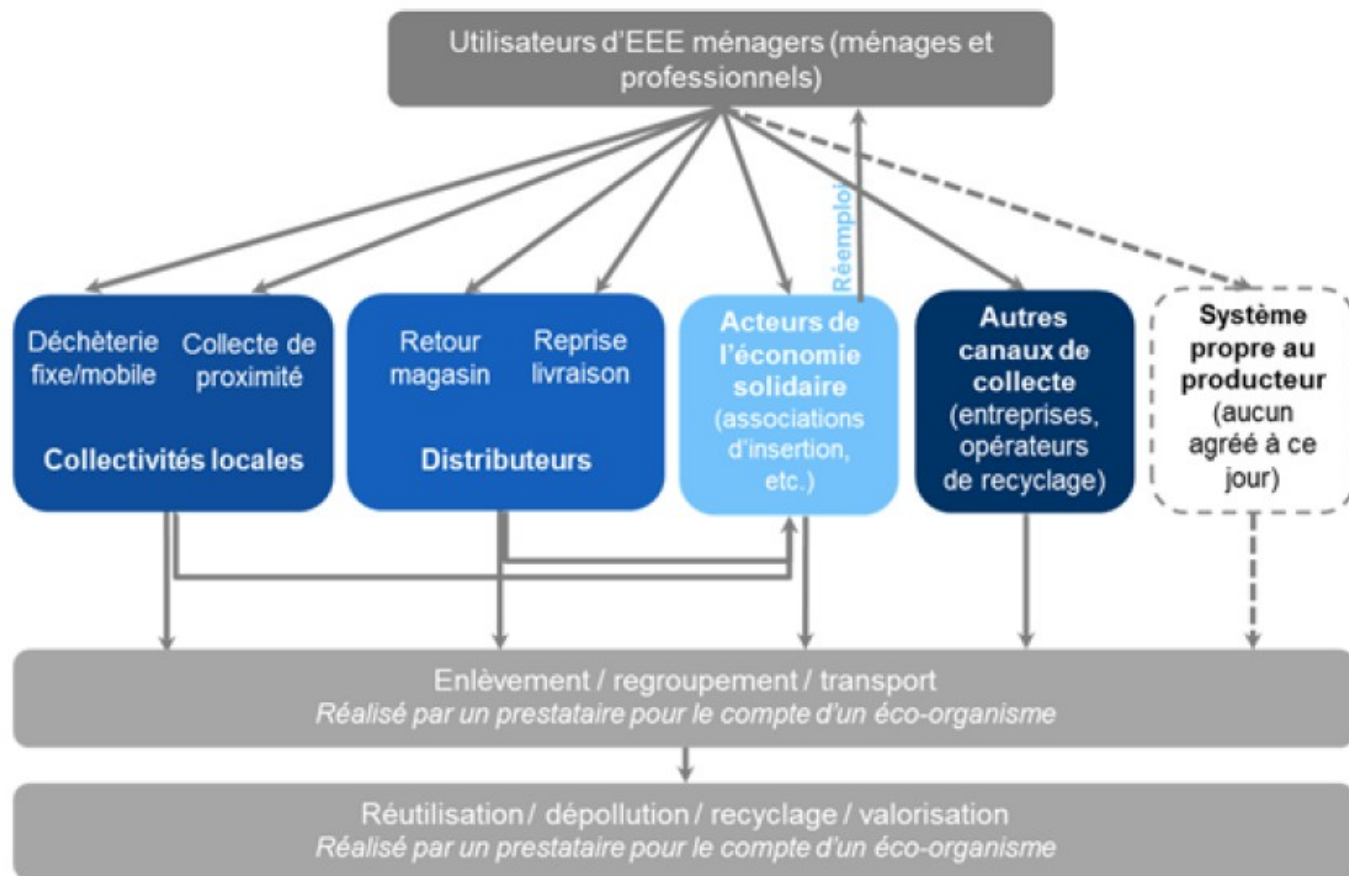 Utilisateurs d'EEE ménagers (ménages et
professionnels)
Réemploi
Déchèterie
fixe/mobile
Collecte de
proximité
Collectivités locales
Retour
magasin
Reprise
livraison
Distributeurs
Acteurs de
l'économie
solidaire
(associations
d'insertion,
etc.)
Autres
canaux de
collecte
(entreprises,
opérateurs
de recyclage)
Système
propre au
producteur
(aucun
agréé à ce
jour)
Enlèvement / regroupement / transport
Réalisé par un prestataire pour le compte d'un éco-organisme
Réutilisation / dépollution / recyclage / valorisation
Réalisé par un prestataire pour le compte d'un éco-organisme